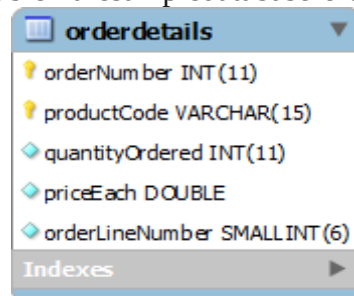 orderdetails
orderNumber INT(11)
productCode VARCHAR(15)
quantityOrdered INT(11)
priceEach DOUBLE
orderLineNumber SMALLINT(6)
Indexes